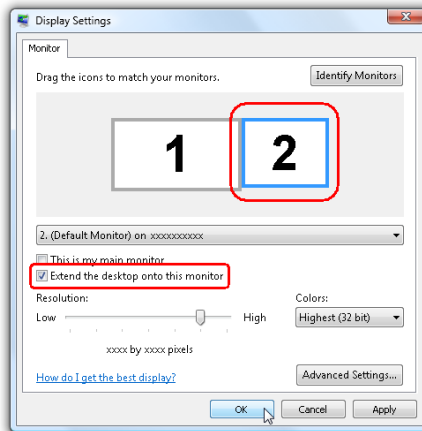 Display Settings
Monitor
Drag the icons to match your monitors.
Identify Monitors
1
2
2. (Default Monitor) on xxxxxxxxxx
This is my main monitor
Extend the desktop onto this monitor
Resolution:
Colors:
Low
High
Highest (32 bit)
xxxx by xxxx pixels
How do I get the best display?
Advanced Settings...
OK
Cancel
Apply